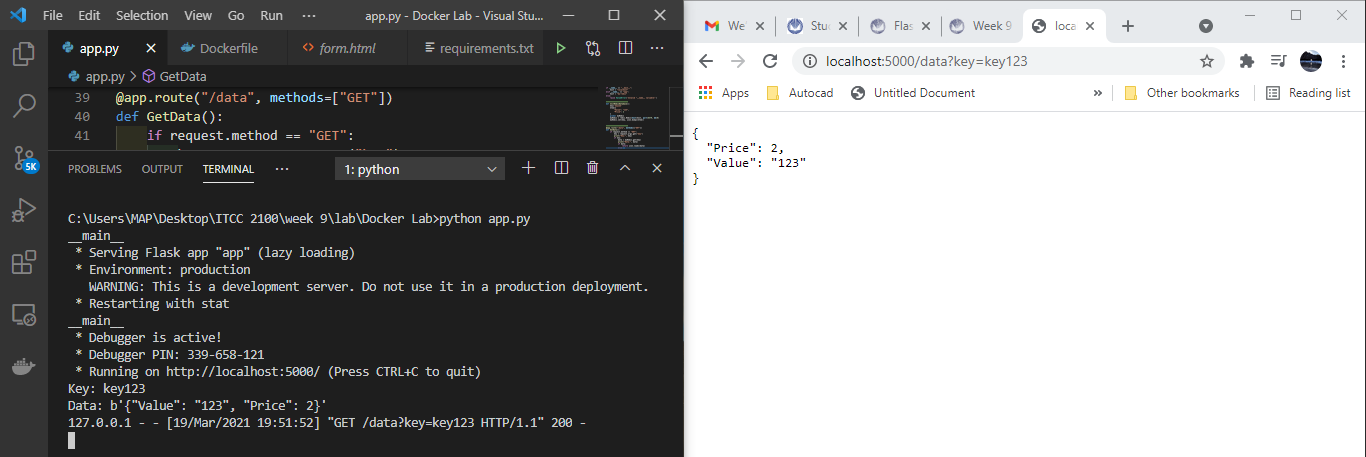 File Edit Selection View Go Run ··· app.py - Docker Lab - Visual Stu...
app.py Dockerfile form.html requirements.txt
app.py > GetData
39 @app.route("/data", methods=["GET"])
40 def GetData():
41 if request.method == "GET":
PROBLEMS OUTPUT TERMINAL ··· 1: python
5K
C:\Users\MAP\Desktop\ITCC 2100\week 9\lab\Docker Lab>python app.py
__main__
* Serving Flask app "app" (lazy loading)
* Environment: production
WARNING: This is a development server. Do not use it in a production deployment.
* Restarting with stat
__main__
* Debugger is active!
* Debugger PIN: 339-658-121
* Running on http://localhost:5000/ (Press CTRL+C to quit)
Key: key123
Data: b'{"Value": "123", "Price": 2}'
127.0.0.1 - - [19/Mar/2021 19:51:52] "GET /data?key=key123 HTTP/1.1" 200 -
We Stud Flas Week 9 loca
localhost:5000/data?key=key123
Apps Autocad Untitled Document » Other bookmarks Reading list
{
"Price": 2,
"Value": "123"
}